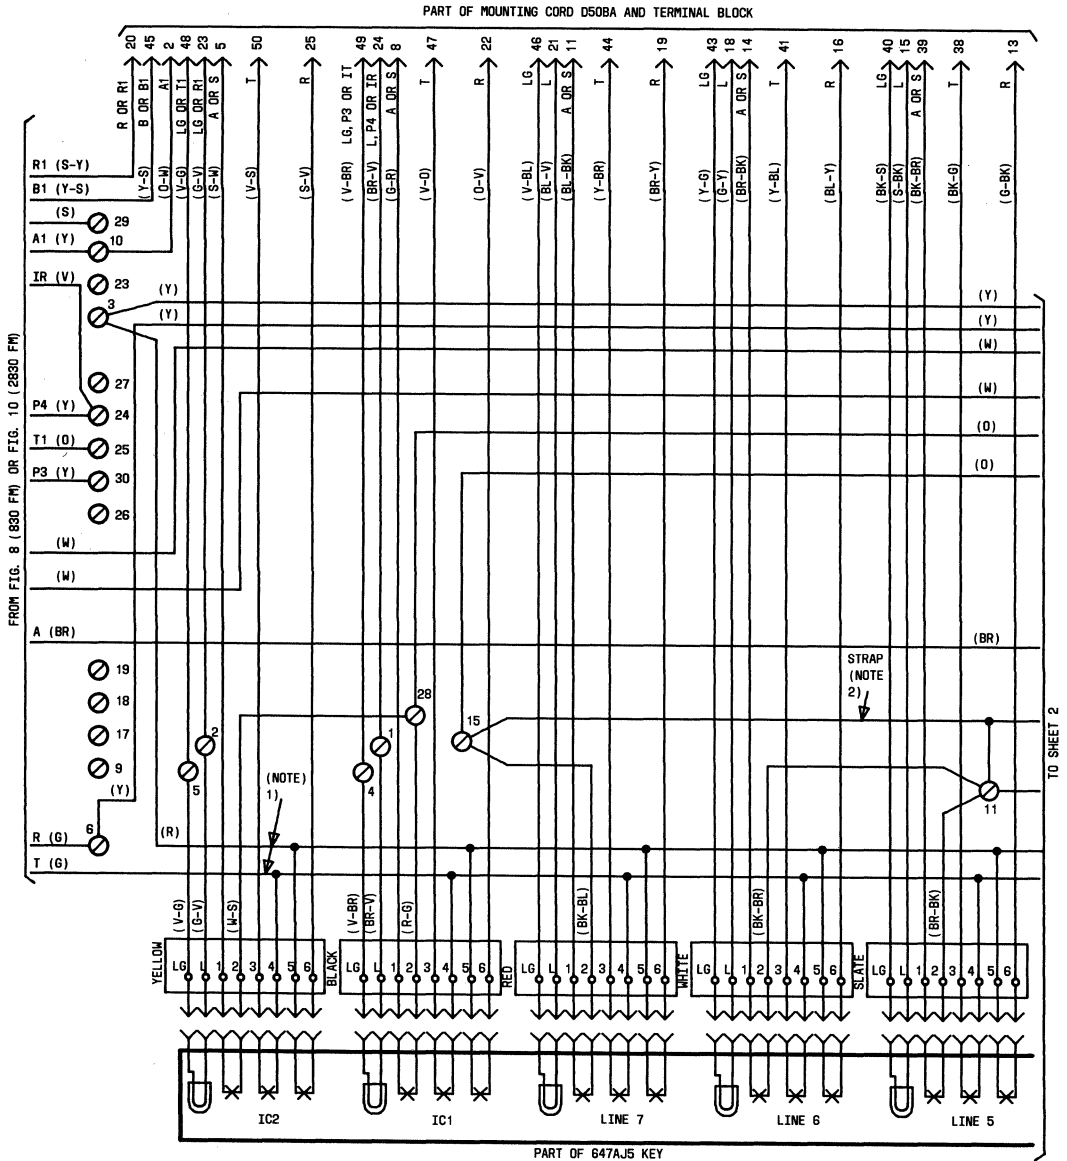 PART OF MOUNTING CORD D50BA AND TERMINAL BLOCK
20 45 2 48 23 5 50 25 49 24 8 47 22 46 21 11 44 19 43 18 14 41 16 40 15 39 38 13
R OR R1
B OR B1
A1
LG OR T1
LG OR R1
A OR S
T
R
LG, P3 OR IT
L, P4 OR IR
A OR S
T
R
LG
L
A OR S
T
R
LG
L
A OR S
T
R
LG
L
A OR S
T
R
(Y-S)
(O-W)
(V-G)
(G-V)
(S-W)
(V-S)
(S-V)
(V-BR)
(BR-V)
(G-R)
(V-O)
(O-V)
(V-BL)
(BL-V)
(BL-BK)
(Y-BR)
(BR-Y)
(Y-G)
(G-Y)
(BR-BK)
(Y-BL)
(BL-Y)
(BK-S)
(S-BK)
(BK-BR)
(BK-G)
(G-BK)
FROM FIG. 8 (830 FM) OR FIG. 10 (2830 FM)
R1 (S-Y)
B1 (Y-S)
(S) 29
A1 (Y) 10
IR (V) 23
3
(Y) (Y)
(Y) (Y)
(W)
27
(W)
P4 (Y) 24
(O)
T1 (O) 25
(O)
P3 (Y) 30
26
(W)
(W)
A (BR) (BR)
STRAP
(NOTE
2)
19
18
17
9
28
15
2
1
5
4
11
TO SHEET 2
(Y)
(NOTE)
1)
6
R (G)
(R)
T (G)
(V-G)
(G-V)
(W-S)
(V-BR)
(BR-V)
(R-G)
(BK-BL)
(BK-BR)
(BR-BK)
YELLOW
LG L 1 2 3 4 5 6
BLACK
LG L 1 2 3 4 5 6
RED
LG L 1 2 3 4 5 6
WHITE
LG L 1 2 3 4 5 6
SLATE
LG L 1 2 3 4 5 6
IC2 IC1 LINE 7 LINE 6 LINE 5
PART OF 647AJ5 KEY